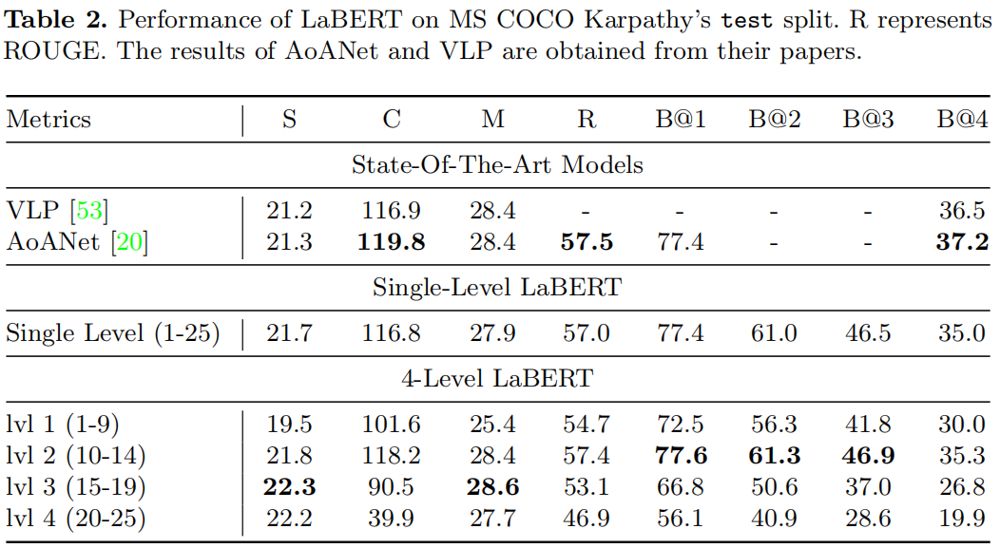 Table 2. Performance of LaBERT on MS COCO Karpathy's test split. R represents
ROUGE. The results of AoANet and VLP are obtained from their papers.
Metrics S C M R B@1 B@2 B@3 B@4
State-Of-The-Art Models
VLP [53] 21.2 116.9 28.4 - - - - 36.5
AoANet [20] 21.3 119.8 28.4 57.5 77.4 - - 37.2
Single-Level LaBERT
Single Level (1-25) 21.7 116.8 27.9 57.0 77.4 61.0 46.5 35.0
4-Level LaBERT
lvl 1 (1-9) 19.5 101.6 25.4 54.7 72.5 56.3 41.8 30.0
lvl 2 (10-14) 21.8 118.2 28.4 57.4 77.6 61.3 46.9 35.3
lvl 3 (15-19) 22.3 90.5 28.6 53.1 66.8 50.6 37.0 26.8
lvl 4 (20-25) 22.2 39.9 27.7 46.9 56.1 40.9 28.6 19.9